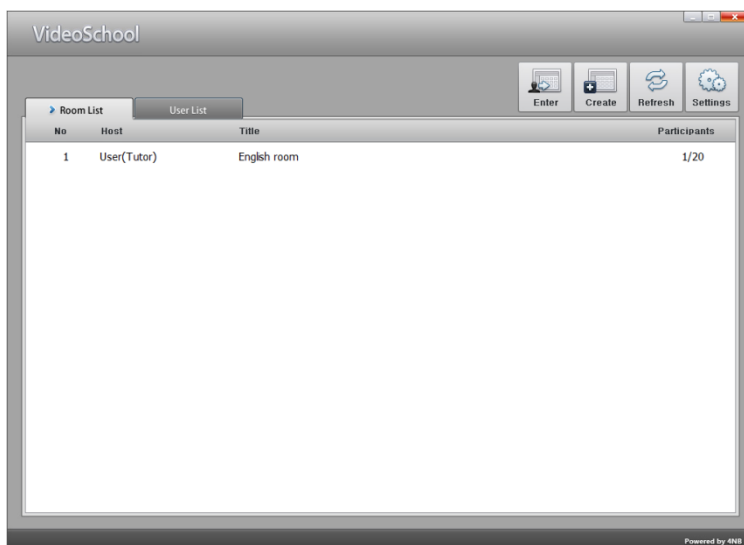 VideoSchool
Enter Create Refresh Settings
Room List User List
No Host Title Participants
1 User(Tutor) English room 1/20
Powered by 4NB